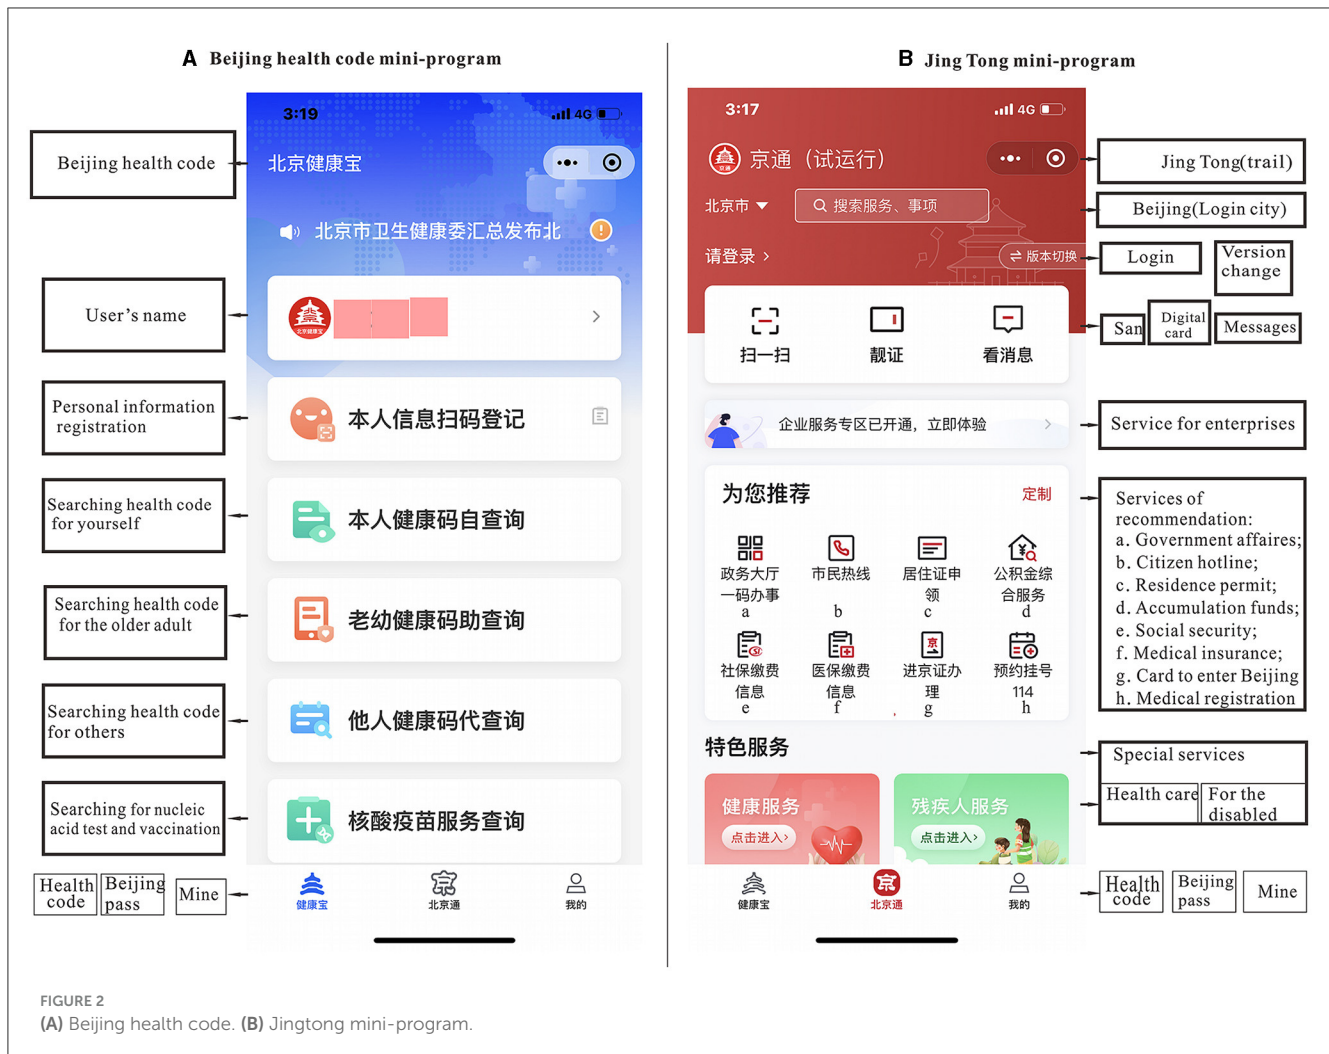 A Beijing health code mini-program
Beijing health code
User's name
Personal information
registration
Searching health code
for yourself
Searching health code
for the older adult
Searching health code
for others
Searching for nucleic
acid test and vaccination
Health
code
Beijing
pass
Mine
3:19
4G
北京健康宝
北京市卫生健康委汇总发布北
北京健康宝
本人信息扫码登记
本人健康码自查询
老幼健康码助查询
他人健康码代查询
核酸疫苗服务查询
健康宝
北京通
我的
B Jing Tong mini-program
3:17
4G
京通
京通（试运行）
北京市
搜索服务、事项
请登录
版本切换
扫一扫
靓证
看消息
企业服务专区已开通，立即体验
为您推荐
定制
政务大厅
一码办事
a
市民热线
b
居住证申
领
c
公积金综
合服务
d
社保缴费
信息
e
医保缴费
信息
f
京
进京证办
理
g
预约挂号
114
h
特色服务
健康服务
点击进入
残疾人服务
点击进入
健康宝
京
北京通
我的
Jing Tong(trail)
Beijing(Login city)
Login
Version
change
San
Digital
card
Messages
Service for enterprises
Services of
recommendation:
a. Government affaires;
b. Citizen hotline;
c. Residence permit;
d. Accumulation funds;
e. Social security;
f. Medical insurance;
g. Card to enter Beijing
h. Medical registration
Special services
Health care
For the
disabled
Health
code
Beijing
pass
Mine
FIGURE 2
(A) Beijing health code. (B) Jingtong mini-program.